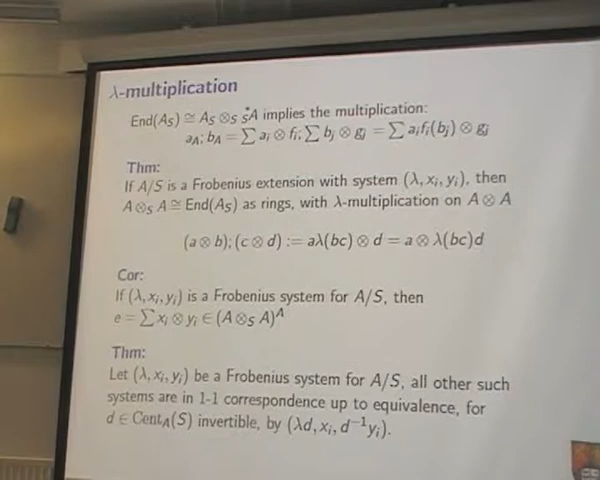 λ-multiplication
End(A_S) ≅ A_S ⊗_S *_SA implies the multiplication:
a_A; b_A = ∑ a_i ⊗ f_i; ∑ b_j ⊗ g_j = ∑ a_i f_i(b_j) ⊗ g_j
Thm:
If A/S is a Frobenius extension with system (λ, x_i, y_i), then
A ⊗_S A ≅ End(A_S) as rings, with λ-multiplication on A ⊗ A
(a ⊗ b); (c ⊗ d) := aλ(bc) ⊗ d = a ⊗ λ(bc)d
Cor:
If (λ, x_i, y_i) is a Frobenius system for A/S, then
e = ∑ x_i ⊗ y_i ∈ (A ⊗_S A)^A
Thm:
Let (λ, x_i, y_i) be a Frobenius system for A/S, all other such
systems are in 1-1 correspondence up to equivalence, for
d ∈ Cent_A(S) invertible, by (λd, x_i, d^{-1}y_i).